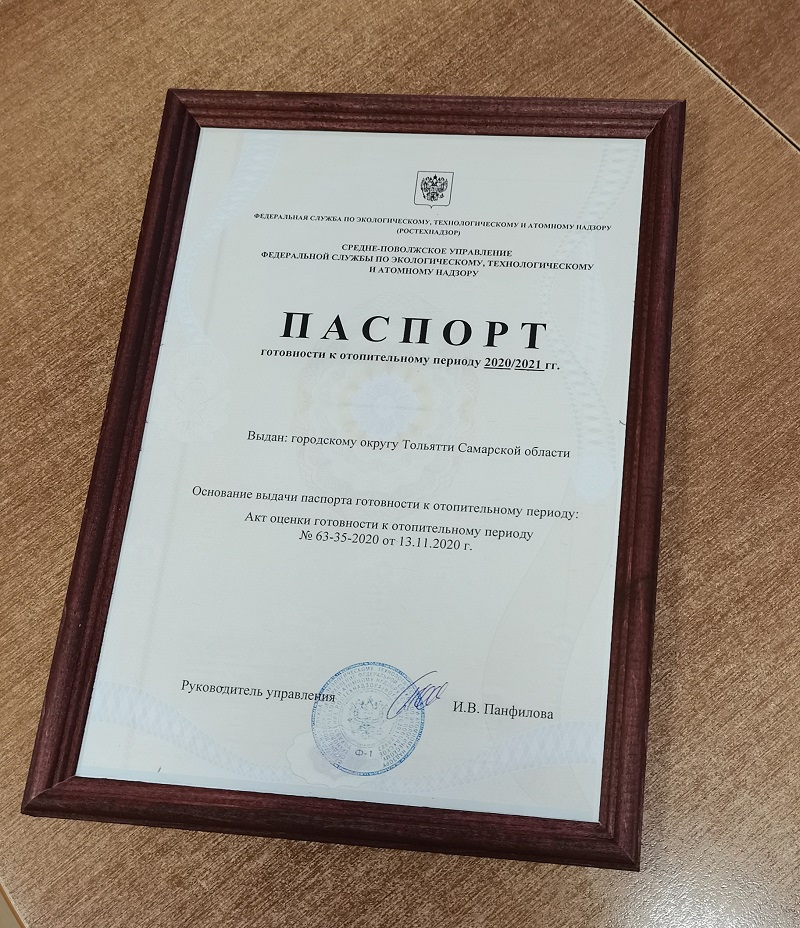 ФЕДЕРАЛЬНАЯ СЛУЖБА ПО ЭКОЛОГИЧЕСКОМУ, ТЕХНОЛОГИЧЕСКОМУ И АТОМНОМУ НАДЗОРУ
(РОСТЕХНАДЗОР)
СРЕДНЕ-ПОВОЛЖСКОЕ УПРАВЛЕНИЕ
ФЕДЕРАЛЬНОЙ СЛУЖБЫ ПО ЭКОЛОГИЧЕСКОМУ, ТЕХНОЛОГИЧЕСКОМУ
И АТОМНОМУ НАДЗОРУ
ПАСПОРТ
готовности к отопительному периоду 2020/2021 гг.
Выдан: городскому округу Тольятти Самарской области
Основание выдачи паспорта готовности к отопительному периоду:
Акт оценки готовности к отопительному периоду
№ 63-35-2020 от 13.11.2020 г.
Руководитель управления
И.В. Панфилова
Ф-1